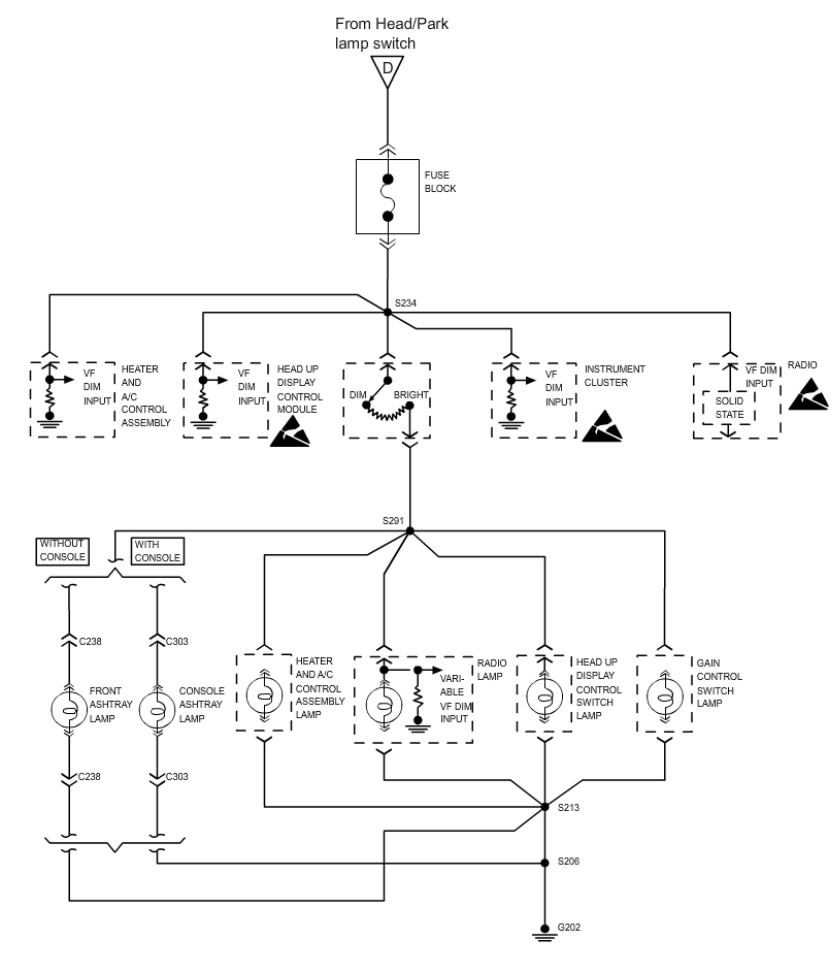 From Head/Park
lamp switch
D
FUSE
BLOCK
S234
VF
DIM
INPUT
HEATER
AND
A/C
CONTROL
ASSEMBLY
VF
DIM
INPUT
HEAD UP
DISPLAY
CONTROL
MODULE
DIM
BRIGHT
VF
DIM
INPUT
INSTRUMENT
CLUSTER
VF DIM
INPUT
SOLID
STATE
RADIO
S291
WITHOUT
CONSOLE
WITH
CONSOLE
C238
C303
FRONT
ASHTRAY
LAMP
CONSOLE
ASHTRAY
LAMP
HEATER
AND A/C
CONTROL
ASSEMBLY
LAMP
VARI-
ABLE
VF DIM
INPUT
RADIO
LAMP
HEAD UP
DISPLAY
CONTROL
SWITCH
LAMP
GAIN
CONTROL
SWITCH
LAMP
C238
C303
S213
S206
G202